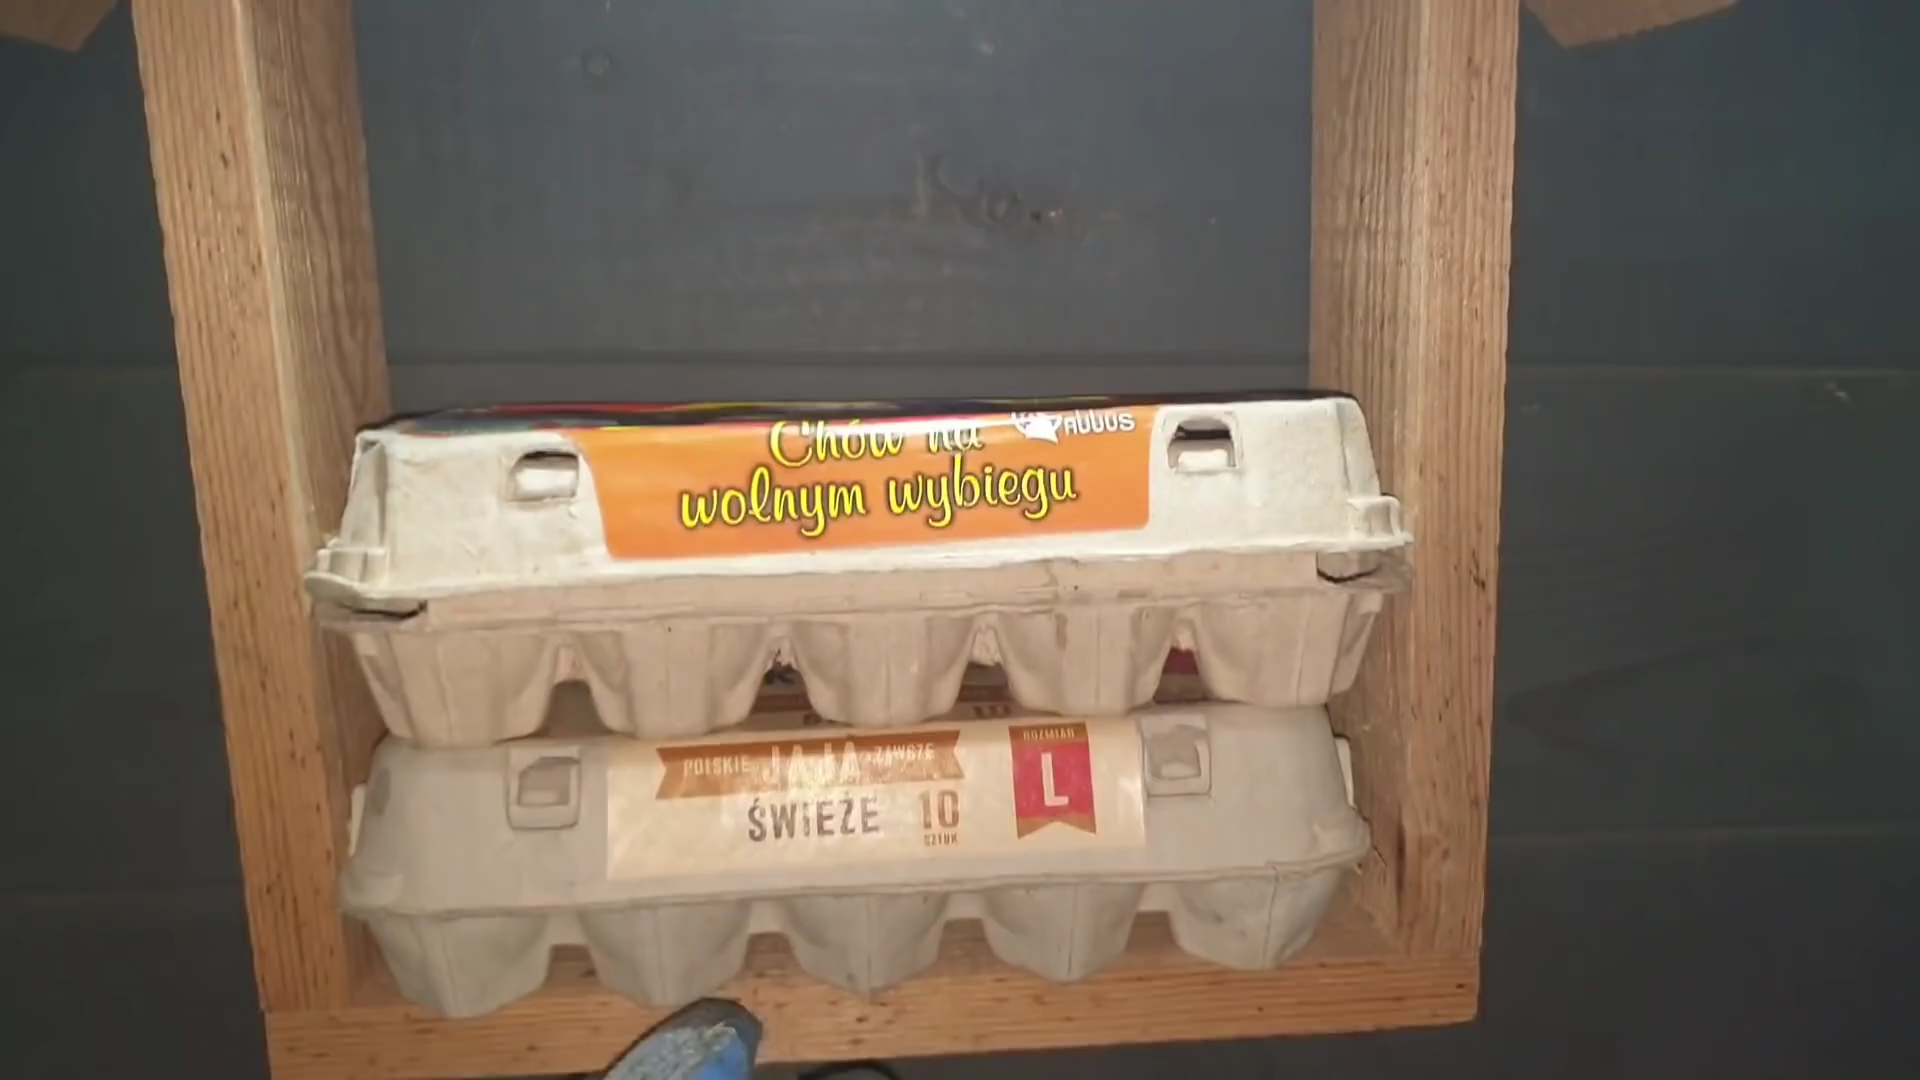 Chów na
wolnym wybiegu
POLSKIE JAJA ZAWSZE
ŚWIEŻE 10
SZTUK
ROZMIAR
L